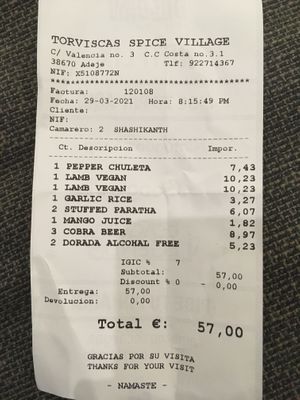 TORVISCAS SPICE VILLAGE
C/ Valencia no. 3 C.C Costa no.3.1
38670 Adeje Tlf: 922714367
NIF: X5108772N
Factura: 120108
Fecha: 29-03-2021 Hora: 8:15:49 PM
Cliente:
NIF:
Camarero: 2 SHASHIKANTH
Ct. Descripcion Impor.
1 PEPPER CHULETA 7,43
1 LAMB VEGAN 10,23
1 LAMB VEGAN 10,23
1 GARLIC RICE 3,27
2 STUFFED PARATHA 6,07
1 MANGO JUICE 1,82
3 COBRA BEER 8,97
2 DORADA ALCOHAL FREE 5,23
IGIC % 7
Subtotal: 57,00
Discount % 0 - 0,00
Entrega: 57,00
Devolucion: 0,00
Total €: 57,00
GRACIAS POR SU VISITA
THANKS FOR YOUR VISIT
- NAMASTE -